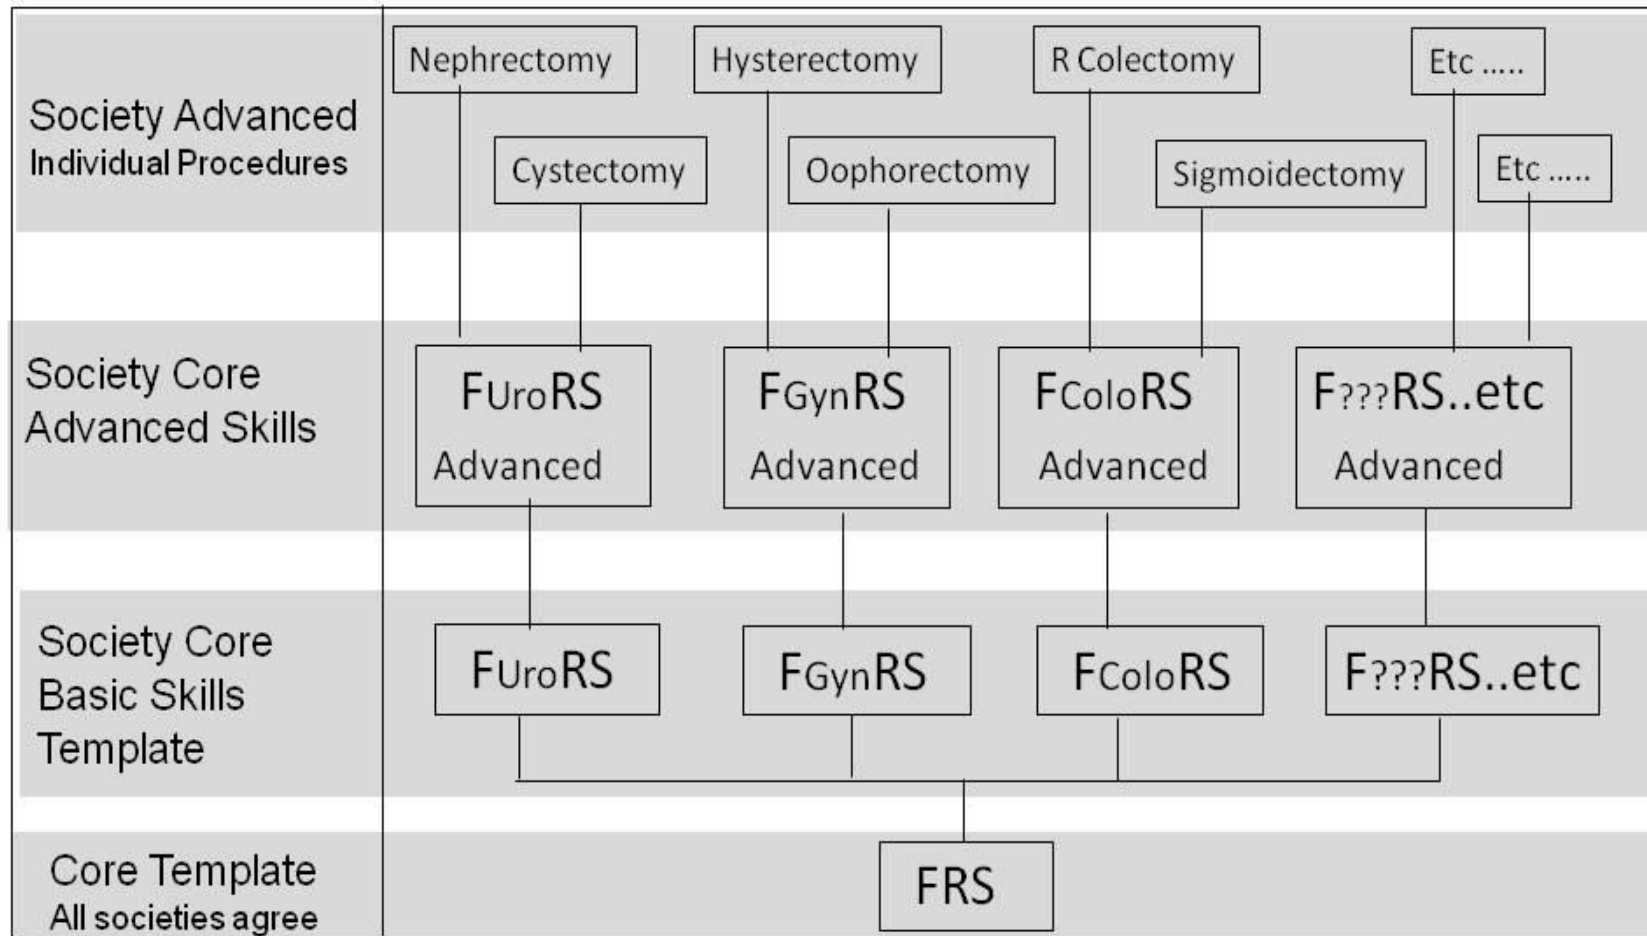 Nephrectomy
Hysterectomy
R Colectomy
Etc .....
Society Advanced
Individual Procedures
Cystectomy
Oophorectomy
Sigmoidectomy
Etc .....
Society Core
Advanced Skills
FUroRS
Advanced
FGynRS
Advanced
FColoRS
Advanced
F???RS..etc
Advanced
Society Core
Basic Skills
Template
FUroRS
FGynRS
FColoRS
F???RS..etc
Core Template
All societies agree
FRS